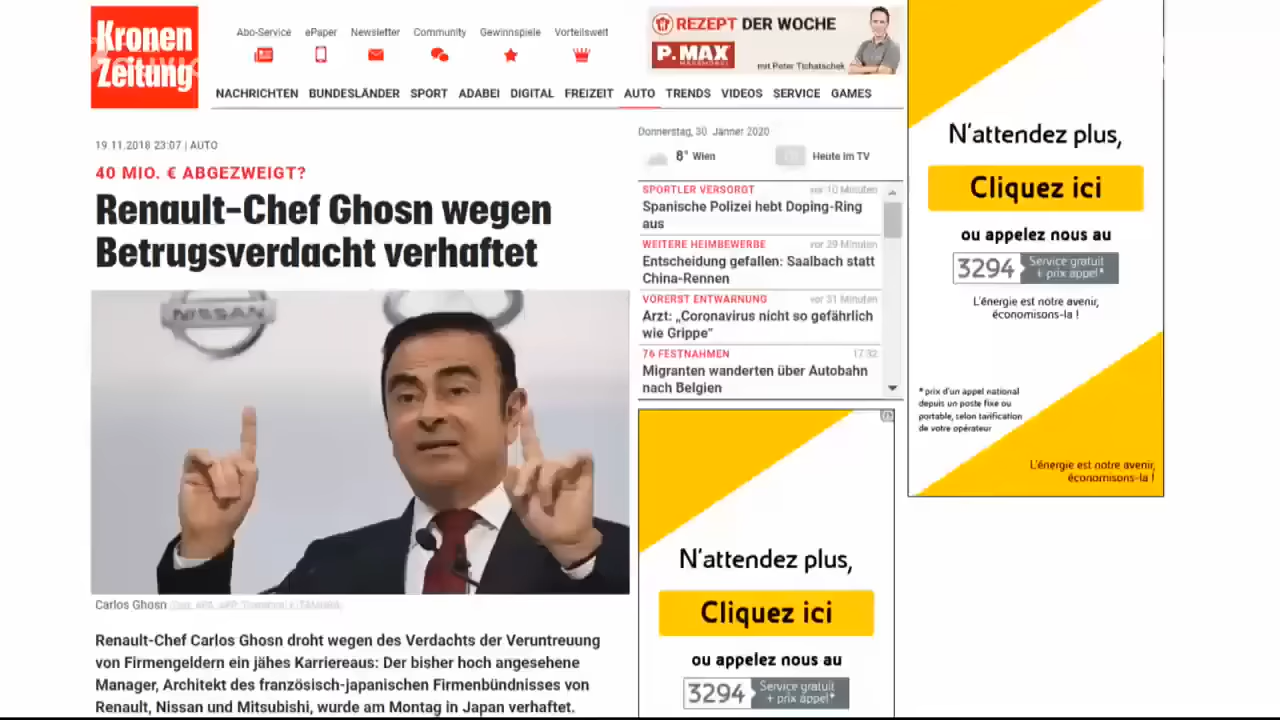 Kronen
Zeitung
Abo-Service
ePaper
Newsletter
Community
Gewinnspiele
Vorteilswelt
REZEPT DER WOCHE
P.MAX
MASSMÖBEL
mit Peter Tschatschek
NACHRICHTEN BUNDESLÄNDER SPORT ADABEI DIGITAL FREIZEIT AUTO TRENDS VIDEOS SERVICE GAMES
19.11.2018 23:07 | AUTO
40 MIO. € ABGEZWEIGT?
Renault-Chef Ghosn wegen
Betrugsverdacht verhaftet
NISSAN
Carlos Ghosn
Renault-Chef Carlos Ghosn droht wegen des Verdachts der Veruntreuung
von Firmengeldern ein jähes Karriereaus: Der bisher hoch angesehene
Manager, Architekt des französisch-japanischen Firmenbündnisses von
Renault, Nissan und Mitsubishi, wurde am Montag in Japan verhaftet.
Donnerstag, 30. Jänner 2020
8° Wien
Heute im TV
SPORTLER VERSORGT vor 10 Minuten
Spanische Polizei hebt Doping-Ring
aus
WEITERE HEIMBEWERBE vor 29 Minuten
Entscheidung gefallen: Saalbach statt
China-Rennen
VORERST ENTWARNUNG vor 31 Minuten
Arzt: „Coronavirus nicht so gefährlich
wie Grippe“
76 FESTNAHMEN 17:32
Migranten wanderten über Autobahn
nach Belgien
N'attendez plus,
Cliquez ici
ou appelez nous au
3294 Service gratuit
+ prix appel*
N'attendez plus,
Cliquez ici
ou appelez nous au
3294 Service gratuit
+ prix appel*
L'énergie est notre avenir,
économisons-la !
* prix d'un appel national
depuis un poste fixe ou
portable, selon tarification
de votre opérateur
L'énergie est notre avenir,
économisons-la !